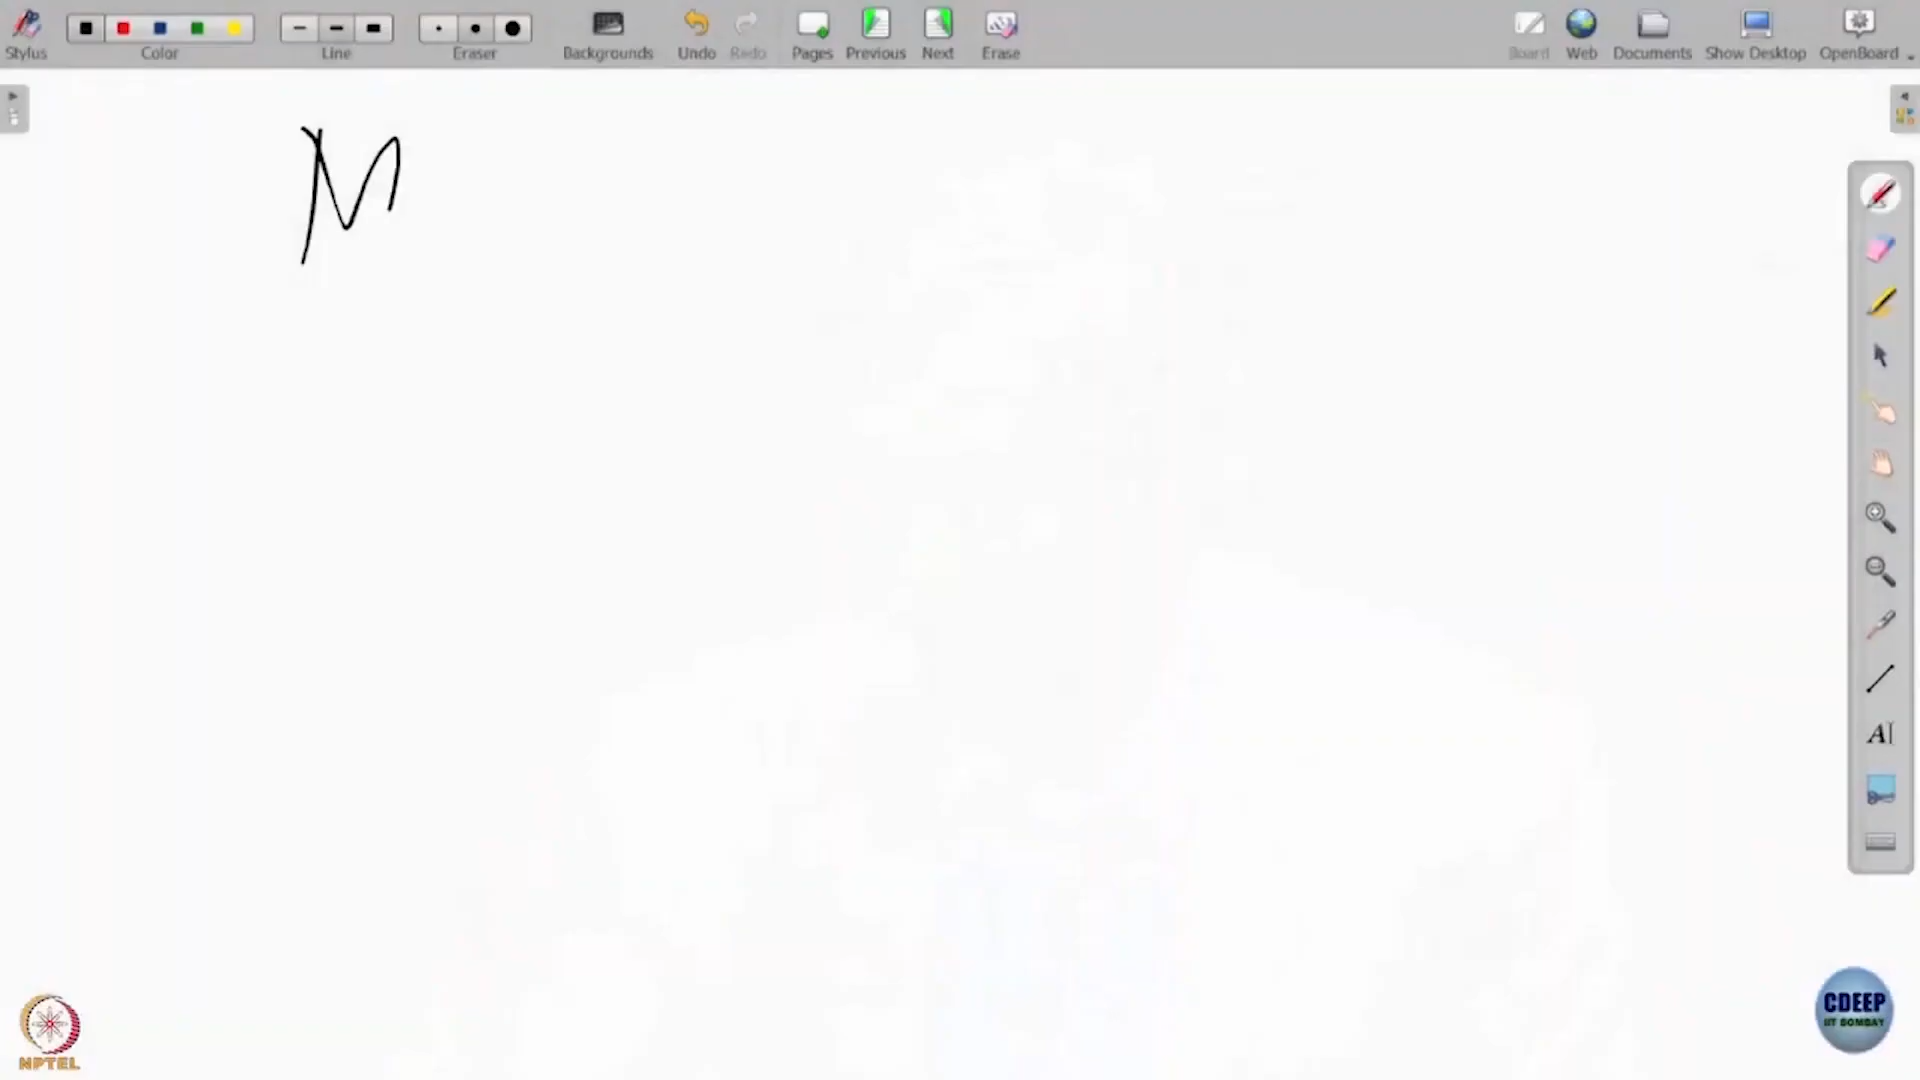 Stylus Color Line Eraser Backgrounds Undo Redo Pages Previous Next Erase Board Web Documents Show Desktop OpenBoard
M
AI
NPTEL
CDEEP
IIT BOMBAY